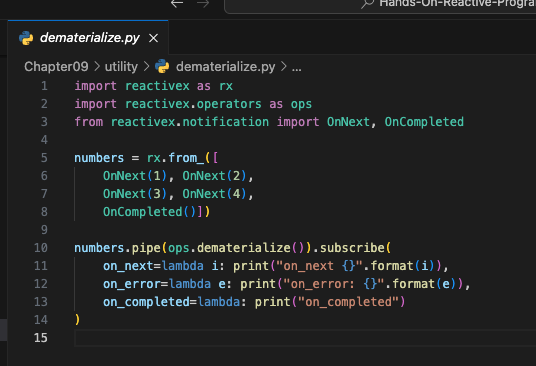 Hands-On-Reactive-Progra
dematerialize.py
Chapter09 > utility > dematerialize.py > ...
1 import reactivex as rx
2 import reactivex.operators as ops
3 from reactivex.notification import OnNext, OnCompleted
4
5 numbers = rx.from_([
6     OnNext(1), OnNext(2),
7     OnNext(3), OnNext(4),
8     OnCompleted()])
9
10 numbers.pipe(ops.dematerialize()).subscribe(
11     on_next=lambda i: print("on_next {}".format(i)),
12     on_error=lambda e: print("on_error: {}".format(e)),
13     on_completed=lambda: print("on_completed")
14 )
15